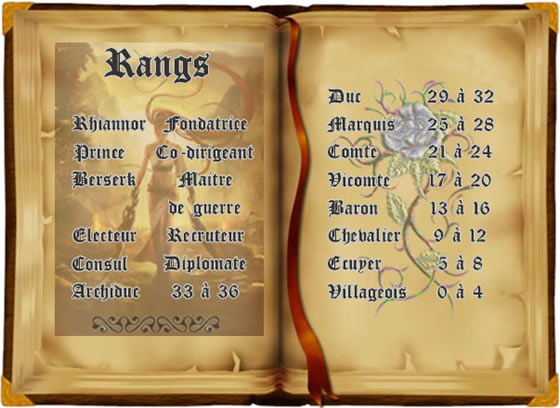 Rangs
Rhiannor Fondatrice
Prince Co-dirigeant
Berserk Maitre
de guerre
Electeur Recruteur
Consul Diplomate
Archiduc 33 à 36
Duc 29 à 32
Marquis 25 à 28
Comte 21 à 24
Vicomte 17 à 20
Baron 13 à 16
Chevalier 9 à 12
Ecuyer 5 à 8
Villageois 0 à 4